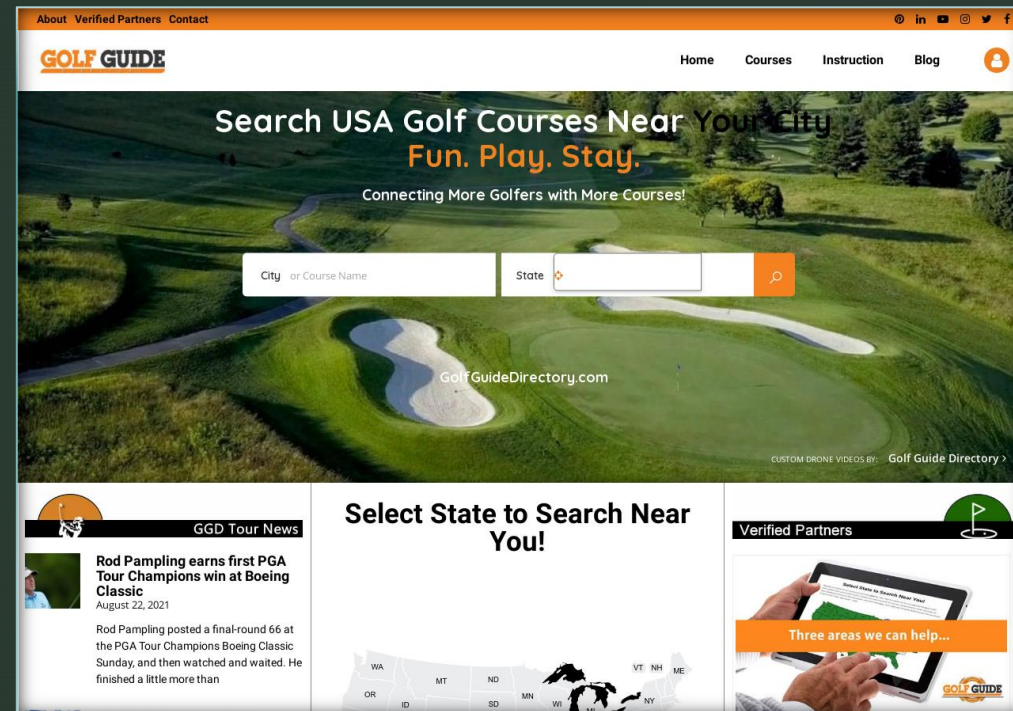 About Verified Partners Contact
GOLF GUIDE
Home Courses Instruction Blog
Search USA Golf Courses Near Your City
Fun. Play. Stay.
Connecting More Golfers with More Courses!
City or Course Name
State
GolfGuideDirectory.com
CUSTOM DRONE VIDEOS BY: Golf Guide Directory >
GGD Tour News
Rod Pampling earns first PGA
Tour Champions win at Boeing
Classic
August 22, 2021
Rod Pampling posted a final-round 66 at
the PGA Tour Champions Boeing Classic
Sunday, and then watched and waited. He
finished a little more than
Select State to Search Near
You!
WA
MT
ND
MN
VT
NH
ME
OR
ID
SD
WI
MI
NY
Verified Partners
Select State to Search Near You!
Three areas we can help...
GOLF GUIDE